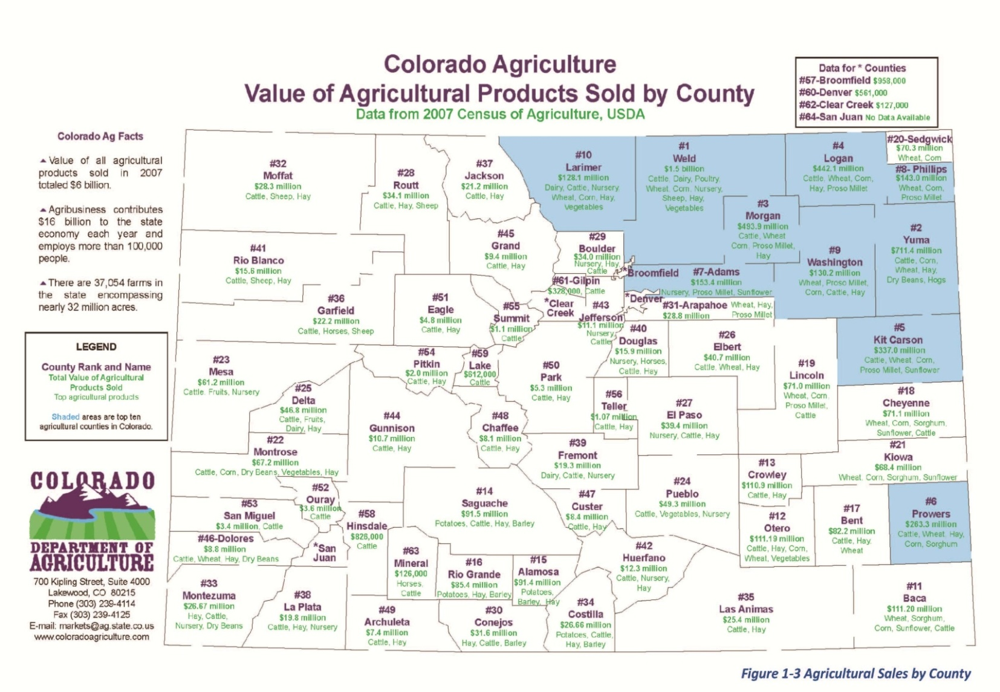 Colorado Agriculture
Value of Agricultural Products Sold by County
Data from 2007 Census of Agriculture, USDA
Data for * Counties
#57-Broomfield $958,000
#60-Denver $561,000
#62-Clear Creek $127,000
#64-San Juan No Data Available
Colorado Ag Facts
Value of all agricultural
products sold in 2007
totaled $6 billion.
Agribusiness contributes
$16 billion to the state
economy each year and
employs more than 100,000
people.
There are 37,054 farms in
the state encompassing
nearly 32 million acres.
LEGEND
County Rank and Name
Total Value of Agricultural
Products Sold
Top agricultural products
Shaded areas are top ten
agricultural counties in Colorado.
COLORADO
DEPARTMENT OF
AGRICULTURE
700 Kipling Street, Suite 4000
Lakewood, CO 80215
Phone (303) 239-4114
Fax (303) 239-4125
E-mail: markets@ag.state.co.us
www.coloradoagriculture.com
#32
Moffat
$28.3 million
Cattle, Sheep, Hay
#28
Routt
$34.1 million
Cattle, Hay, Sheep
#37
Jackson
$21.2 million
Cattle, Hay
#10
Larimer
$128.1 million
Dairy, Cattle, Nursery,
Wheat, Corn, Hay,
Vegetables
#1
Weld
$1.5 billion
Cattle, Dairy, Poultry,
Wheat, Corn, Nursery,
Sheep, Hay,
Vegetables
#4
Logan
$442.1 million
Cattle, Wheat, Corn,
Hay, Proso Millet
#20-Sedgwick
$70.3 million
Wheat, Corn
#8- Phillips
$143.0 million
Wheat, Corn,
Proso Millet
#3
Morgan
$493.9 million
Cattle, Wheat
Corn, Proso Millet,
Hay
#2
Yuma
$711.4 million
Cattle, Corn,
Wheat, Hay,
Dry Beans, Hogs
#9
Washington
$130.2 million
Wheat, Proso Millet,
Corn, Cattle, Hay
#41
Rio Blanco
$15.6 million
Cattle, Sheep, Hay
#45
Grand
$9.4 million
Cattle, Hay
#29
Boulder
$34.0 million
Nursery, Hay,
Cattle
*Broomfield
#7-Adams
$153.4 million
Nursery, Proso Millet, Sunflower
#61-Gilpin
$328,000, Cattle
*Clear
Creek
#43
Jefferson
$11.1 million
Nursery,
Cattle
*Denver
#31-Arapahoe Wheat, Hay,
$28.8 million Proso Millet
#36
Garfield
$22.2 million
Cattle, Horses, Sheep
#51
Eagle
$4.8 million
Cattle, Hay
#55
Summit
$1.1 million
Cattle
#40
Douglas
$15.9 million
Nursery, Horses,
Cattle, Hay
#26
Elbert
$40.7 million
Cattle, Wheat, Hay
#5
Kit Carson
$337.0 million
Cattle, Wheat, Corn,
Proso Millet, Sunflower
#23
Mesa
$61.2 million
Cattle, Fruits, Nursery
#54
Pitkin
$2.0 million
Cattle, Hay
#59
Lake
$612,000
Cattle
#50
Park
$5.3 million
Cattle, Hay
#19
Lincoln
$71.0 million
Wheat, Corn,
Proso Millet,
Cattle
#25
Delta
$46.8 million
Cattle, Fruits,
Dairy, Hay
#56
Teller
$1.07 million
Cattle, Hay
#27
El Paso
$39.4 million
Nursery, Cattle, Hay
#18
Cheyenne
$71.1 million
Wheat, Corn, Sorghum,
Sunflower, Cattle
#44
Gunnison
$10.7 million
Cattle, Hay
#48
Chaffee
$8.1 million
Cattle, Hay
#22
Montrose
$67.2 million
Cattle, Corn, Dry Beans, Vegetables, Hay
#39
Fremont
$19.3 million
Dairy, Cattle, Nursery
#21
Kiowa
$68.4 million
Wheat, Corn, Sorghum, Sunflower
#13
Crowley
$110.9 million
Cattle, Hay
#24
Pueblo
$49.3 million
Cattle, Vegetables, Nursery
#52
Ouray
$3.6 million
Cattle
#14
Saguache
$91.5 million
Potatoes, Cattle, Hay, Barley
#47
Custer
$8.4 million
Cattle, Hay
#53
San Miguel
$3.4 million, Cattle
#58
Hinsdale
$826,000
Cattle
#12
Otero
$111.19 million
Cattle, Hay, Corn,
Wheat, Vegetables
#17
Bent
$82.2 million
Cattle, Hay,
Wheat
#6
Prowers
$263.3 million
Cattle, Wheat, Hay,
Corn, Sorghum
#46-Dolores
$8.8 million
Cattle, Wheat, Hay, Dry Beans
*San
Juan
#63
Mineral
$126,000
Horses,
Cattle
#16
Rio Grande
$85.4 million
Potatoes, Hay, Barley
#15
Alamosa
$91.4 million
Potatoes,
Barley, Hay
#42
Huerfano
$12.3 million
Cattle, Nursery,
Hay
#33
Montezuma
$26.67 million
Hay, Cattle,
Nursery, Dry Beans
#38
La Plata
$19.8 million
Cattle, Hay, Nursery
#49
Archuleta
$7.4 million
Cattle, Hay
#30
Conejos
$31.6 million
Hay, Cattle, Barley
#34
Costilla
$26.66 million
Potatoes, Cattle,
Hay, Barley
#35
Las Animas
$25.4 million
Cattle, Hay
#11
Baca
$111.20 million
Wheat, Sorghum,
Corn, Sunflower, Cattle
Figure 1-3 Agricultural Sales by County